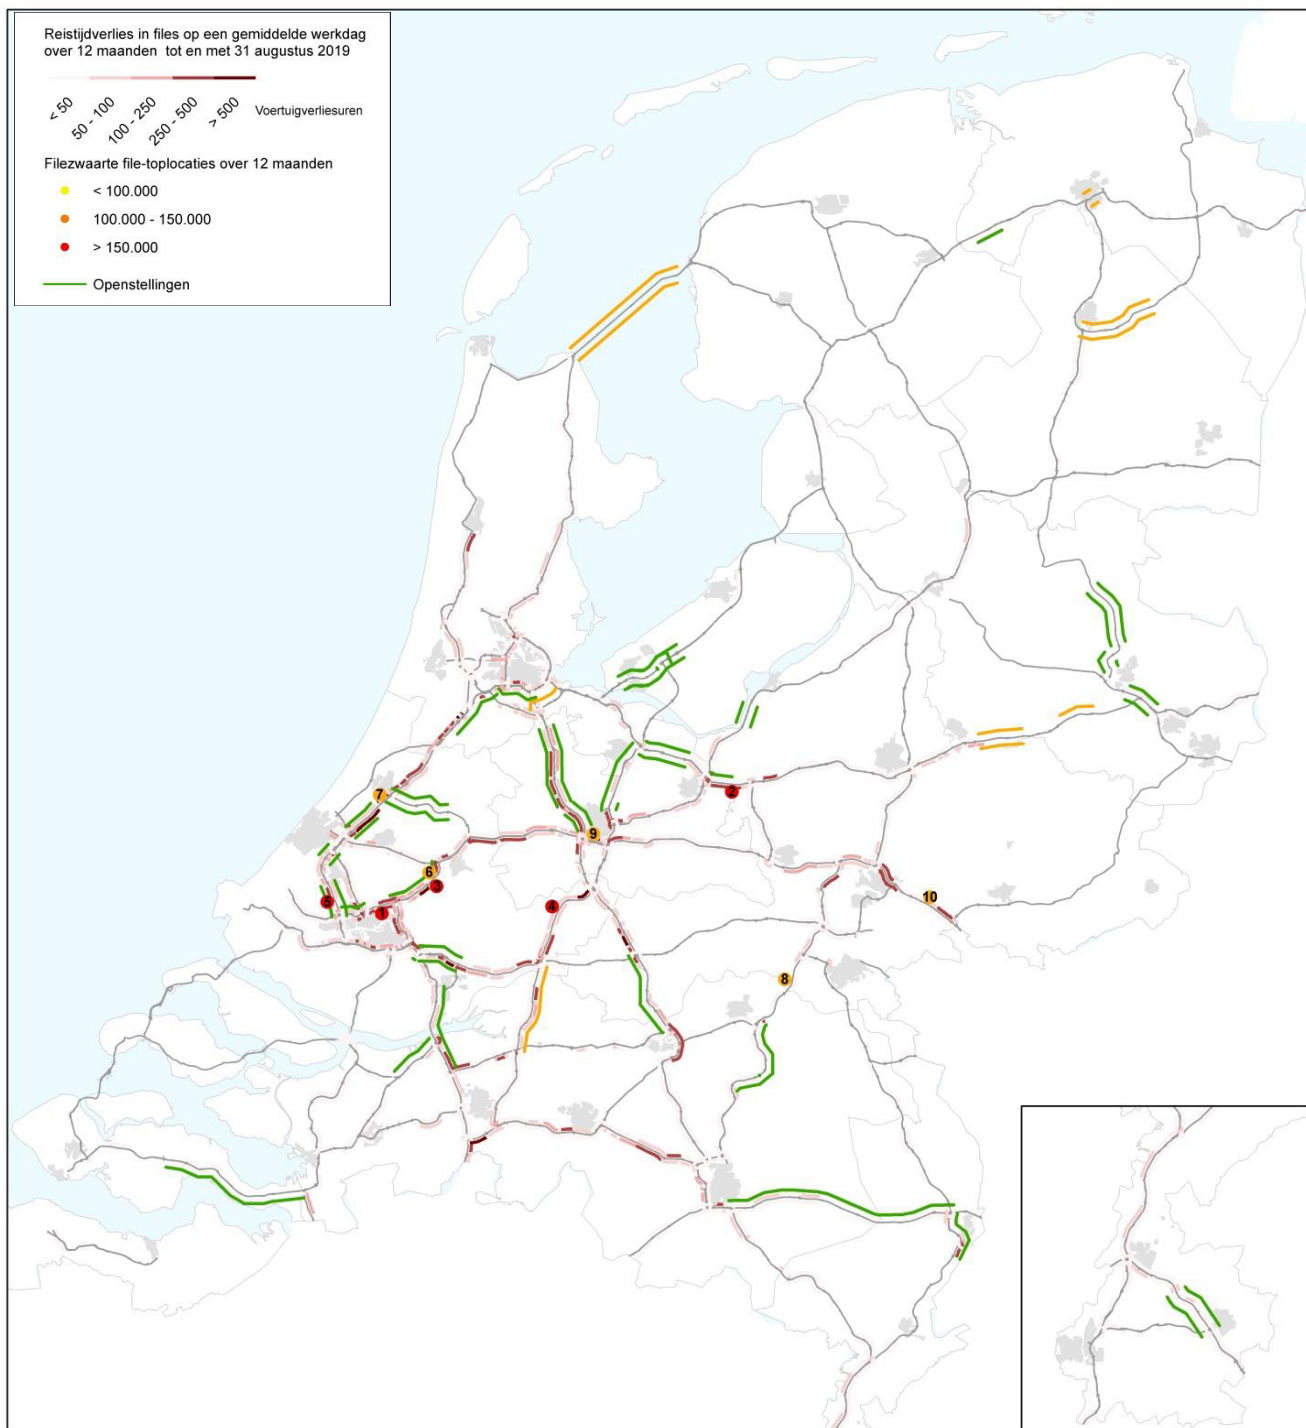 Reistijdverlies in files op een gemiddelde werkdag
over 12 maanden tot en met 31 augustus 2019
< 50
50 - 100
100 - 250
250 - 500
> 500
Voertuigverliesuren
Filezwaarte file-toplocaties over 12 maanden
< 100.000
100.000 - 150.000
> 150.000
Openstellingen
2
7
9
6
3
5
1
4
10
8